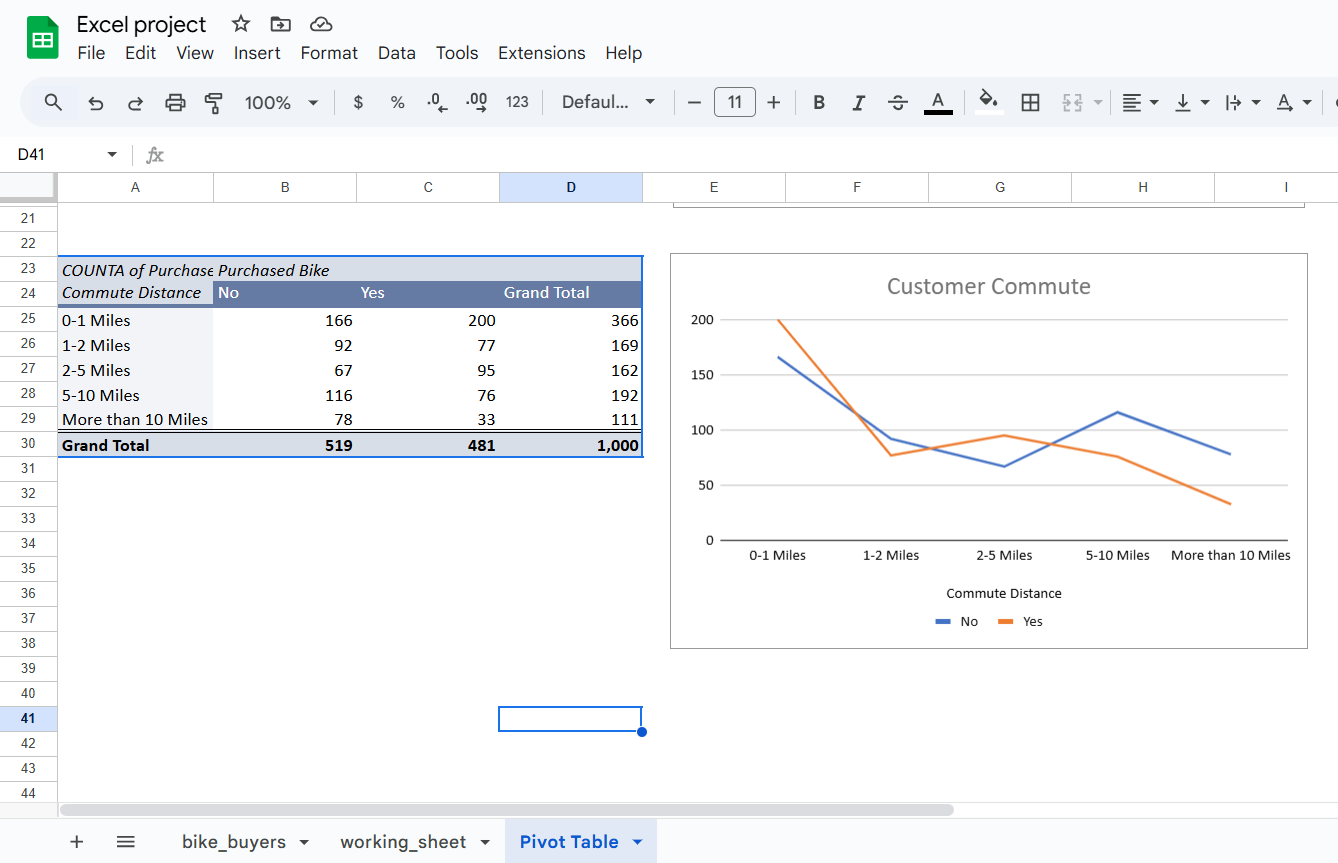 Excel project
File Edit View Insert Format Data Tools Extensions Help
100% $ % .0 .00 123 Defaul... 11 B I A A
D41 fx
A B C D E F G H I
21
22
23 COUNTA of Purchase Purchased Bike
24 Commute Distance No Yes Grand Total
25 0-1 Miles 166 200 366
26 1-2 Miles 92 77 169
27 2-5 Miles 67 95 162
28 5-10 Miles 116 76 192
29 More than 10 Miles 78 33 111
30 Grand Total 519 481 1,000
31
32
33
34
35
36
37
38
39
40
41
42
43
44
Customer Commute
200
150
100
50
0
0-1 Miles 1-2 Miles 2-5 Miles 5-10 Miles More than 10 Miles
Commute Distance
No Yes
bike_buyers working_sheet Pivot Table